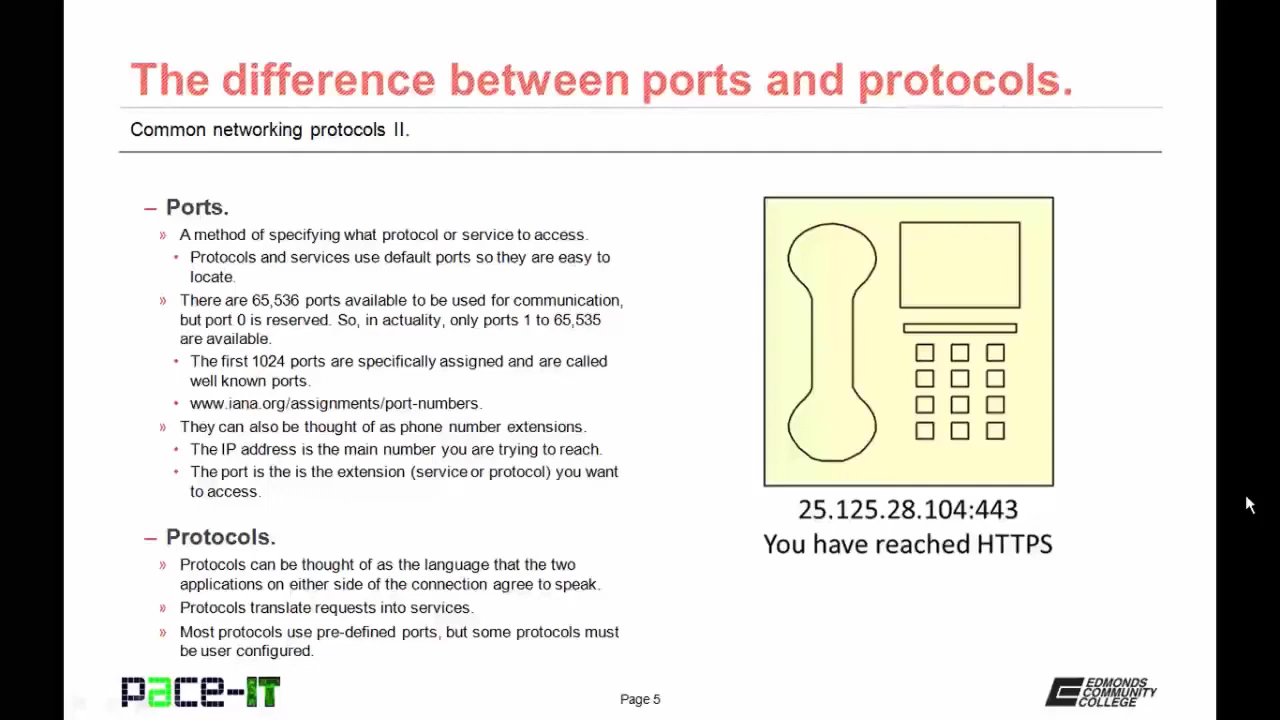 The difference between ports and protocols.
Common networking protocols II.
– Ports.
» A method of specifying what protocol or service to access.
• Protocols and services use default ports so they are easy to
locate.
» There are 65,536 ports available to be used for communication,
but port 0 is reserved. So, in actuality, only ports 1 to 65,535
are available.
• The first 1024 ports are specifically assigned and are called
well known ports.
• www.iana.org/assignments/port-numbers.
» They can also be thought of as phone number extensions.
• The IP address is the main number you are trying to reach.
• The port is the is the extension (service or protocol) you want
to access.
– Protocols.
» Protocols can be thought of as the language that the two
applications on either side of the connection agree to speak.
» Protocols translate requests into services.
» Most protocols use pre-defined ports, but some protocols must
be user configured.
25.125.28.104:443
You have reached HTTPS
pace-IT
Page 5
EDMONDS
COMMUNITY
COLLEGE